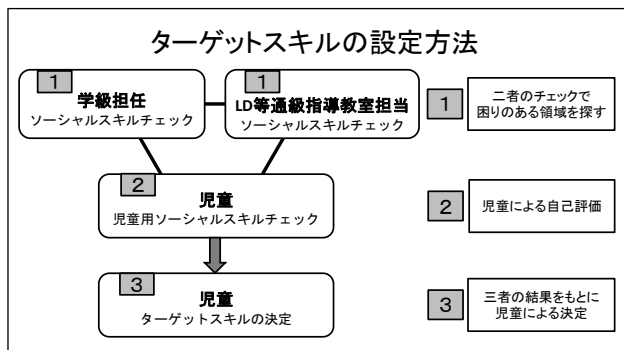 ターゲットスキルの設定方法
1
学級担任
ソーシャルスキルチェック
1
LD等通級指導教室担当
ソーシャルスキルチェック
1
二者のチェックで
困りのある領域を探す
2
児童
児童用ソーシャルスキルチェック
2
児童による自己評価
3
児童
ターゲットスキルの決定
3
三者の結果をもとに
児童による決定